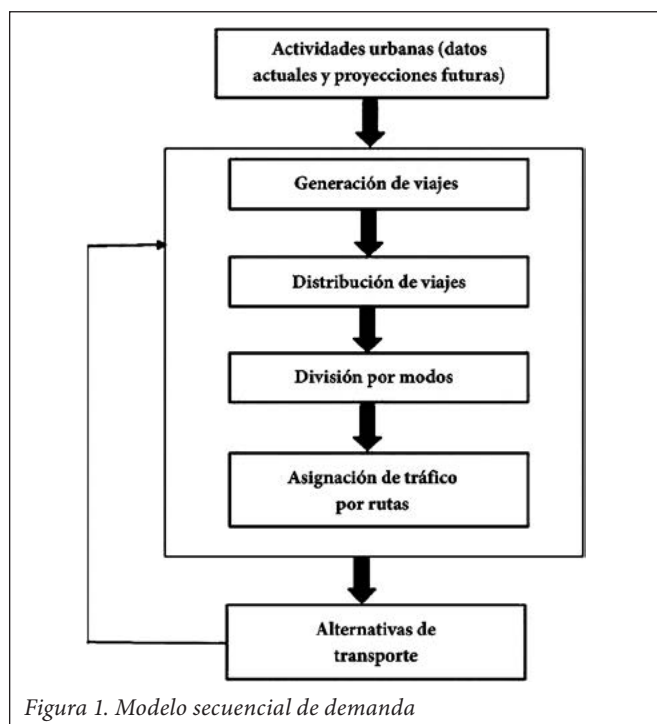 Actividades urbanas (datos
actuales y proyecciones futuras)
Generación de viajes
Distribución de viajes
División por modos
Asignación de tráfico
por rutas
Alternativas de
transporte
Figura 1. Modelo secuencial de demanda